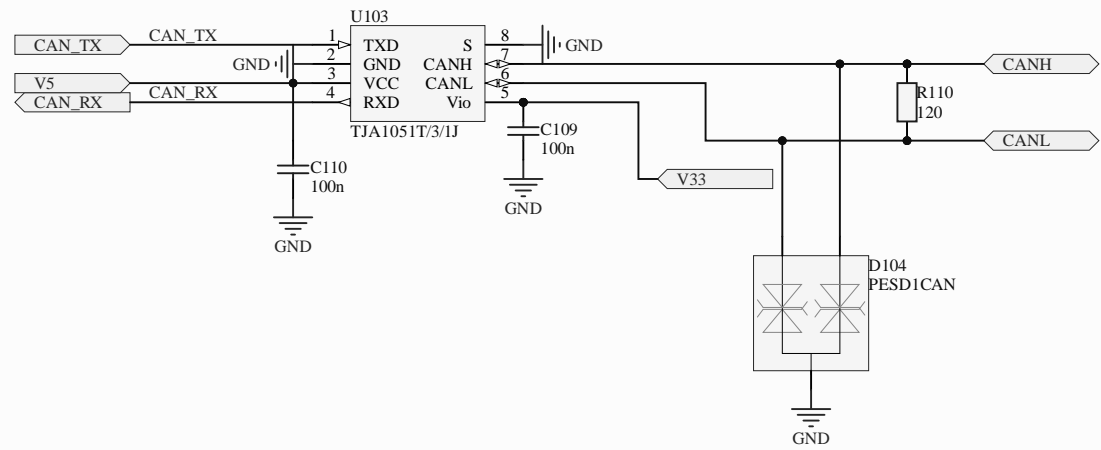 U103
CAN_TX CAN_TX 1 TXD S 8 GND
GND 2 GND CANH 7 CANH
V5 3 VCC CANL 6
CAN_RX CAN_RX 4 RXD Vio 5
R110
120
TJA1051T/3/1J
C109
100n
CANL
C110
100n
V33
GND
GND
D104
PESD1CAN
GND